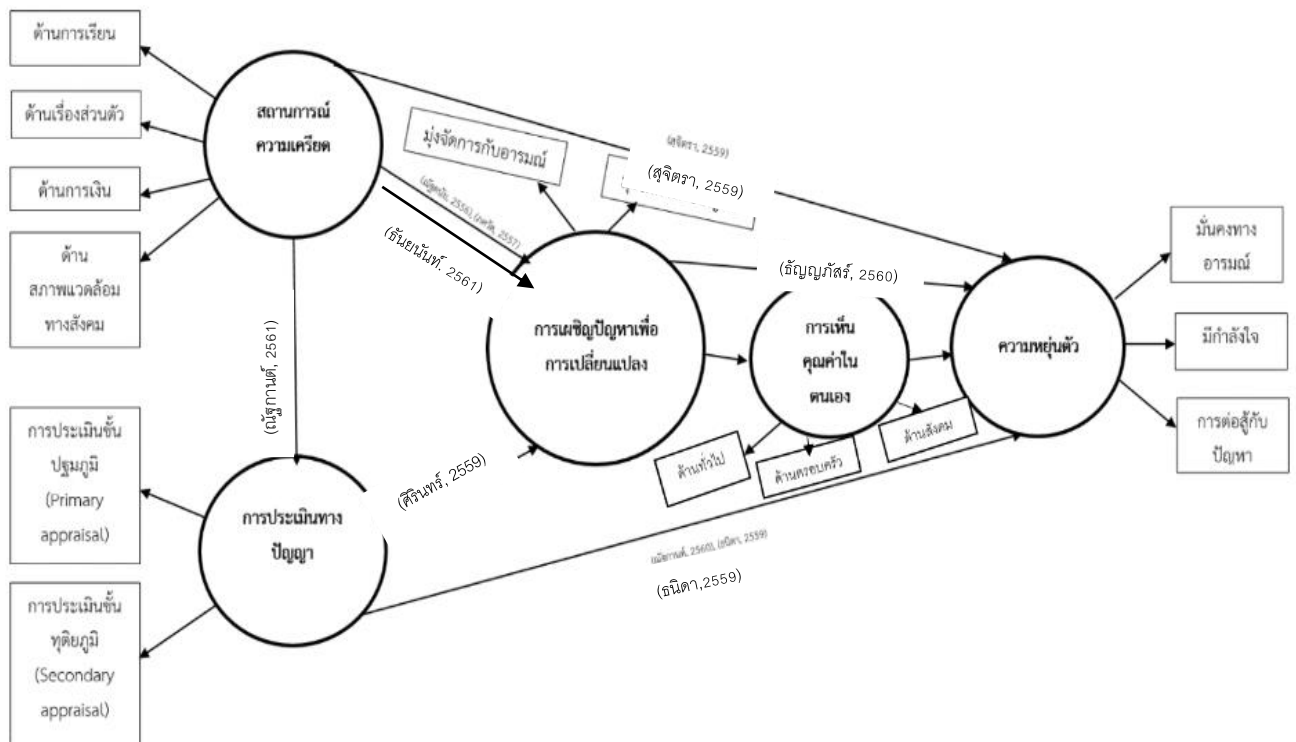 ด้านการเรียน
ด้านเรื่องส่วนตัว
ด้านการเงิน
ด้าน
สภาพแวดล้อม
ทางสังคม
สถานการณ์
ความเครียด
มุ่งจัดการกับอารมณ์
(สุจิตรา, 2559)
(สุจิตรา, 2559)
2556), 2557)
(ธันยนันท์. 2561)
(ณัฐกานต์, 2561)
การเผชิญปัญหาเพื่อ
การเปลี่ยนแปลง
(ธัญญภัสร์, 2560)
การเห็น
คุณค่าใน
ตนเอง
ด้านทั่วไป
ด้านครอบครัว
ด้านสังคม
ความหยุ่นตัว
มั่นคงทาง
อารมณ์
มีกำลังใจ
การต่อสู้กับ
ปัญหา
การประเมินขั้น
ปฐมภูมิ
(Primary
appraisal)
การประเมินขั้น
ทุติยภูมิ
(Secondary
appraisal)
การประเมินทาง
ปัญญา
(ศิรินทร์, 2559)
2560), (ธนิดา, 2559)
(ธนิดา,2559)